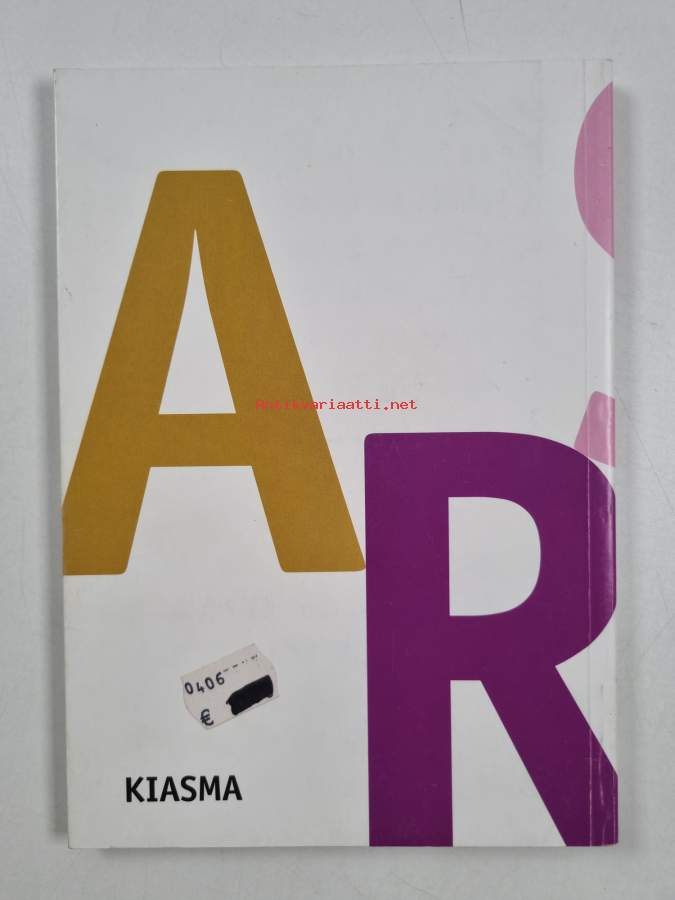 A
Antikvariaatti.net
R
0406
€
KIASMA